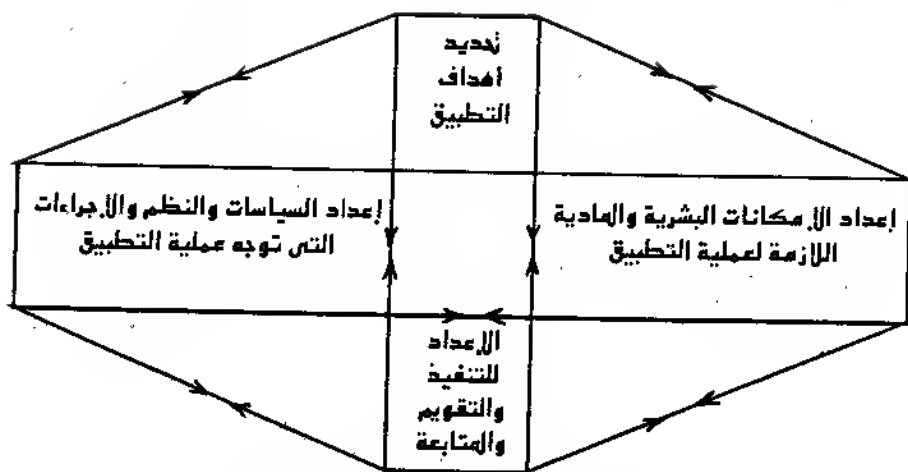 تحديد
أهداف
التطبيق
إعداد الإمكانات البشرية والمادية
اللازمة لعملية التطبيق
إعداد السياسات والنظم والإجراءات
التى توجه عملية التطبيق
الإعداد
للتنفيذ
والتقويم
والمتابعة